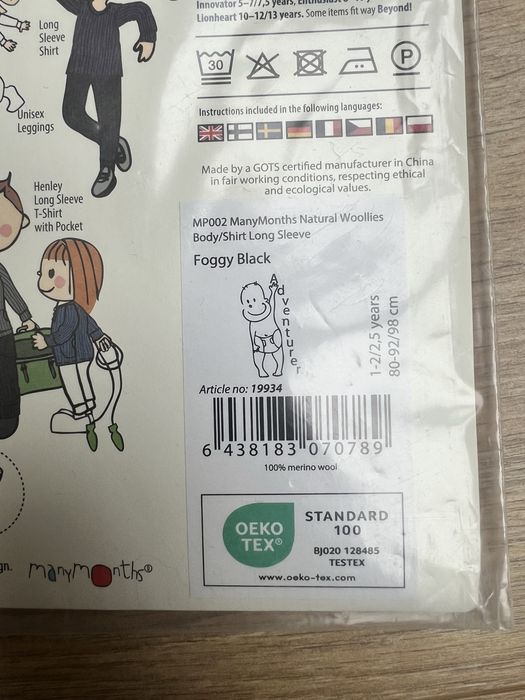 Long
Sleeve
Shirt
Unisex
Leggings
Henley
Long Sleeve
T-Shirt
with Pocket
gn.
manymonths®
Innovator 5-7/7,5 years,
Lionheart 10-12/13 years. Some items fit way Beyond!
30
P
Instructions included in the following languages:
Made by a GOTS certified manufacturer in China
in fair working conditions, respecting ethical
and ecological values.
MP002 ManyMonths Natural Woollies
Body/Shirt Long Sleeve
Foggy Black
Adventurer
1-2/2,5 years
80-92/98 cm
Article no: 19934
6 438183 070789
100% merino wool
OEKO
TEX®
STANDARD
100
BJ020 128485
TESTEX
www.oeko-tex.com